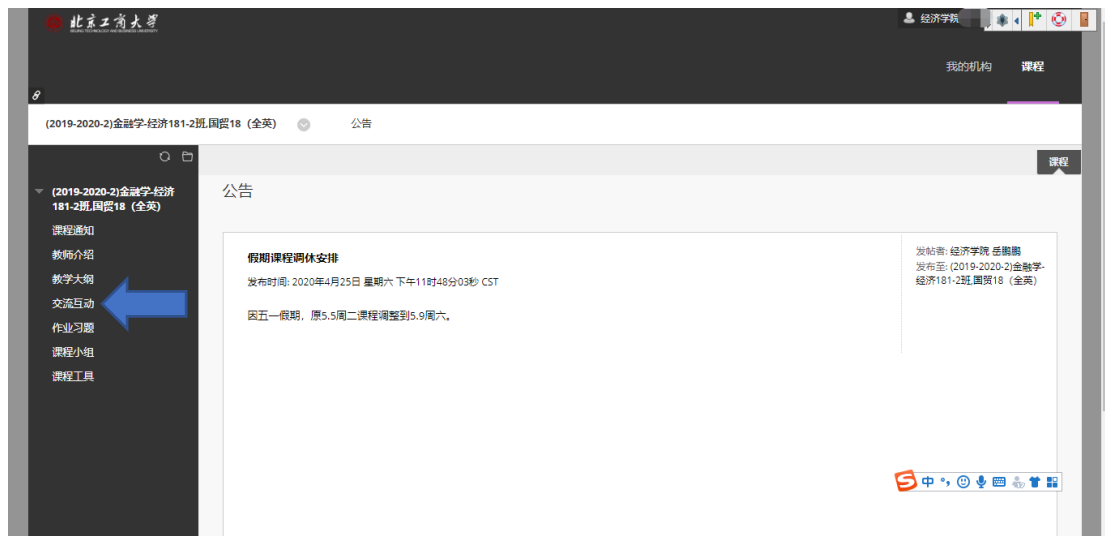 北京工商大学
BEIJING TECHNOLOGY AND BUSINESS UNIVERSITY
经济学院
我的机构 课程
(2019-2020-2)金融学-经济181-2班,国贸18（全英） 公告
课程
(2019-2020-2)金融学-经济
181-2班,国贸18（全英）
课程通知
教师介绍
教学大纲
交流互动
作业习题
课程小组
课程工具
公告
假期课程调休安排
发布时间: 2020年4月25日 星期六 下午11时48分03秒 CST
因五一假期，原5.5周二课程调整到5.9周六。
发帖者: 经济学院 岳鹏鹏
发布至: (2019-2020-2)金融学-
经济181-2班,国贸18（全英）
中